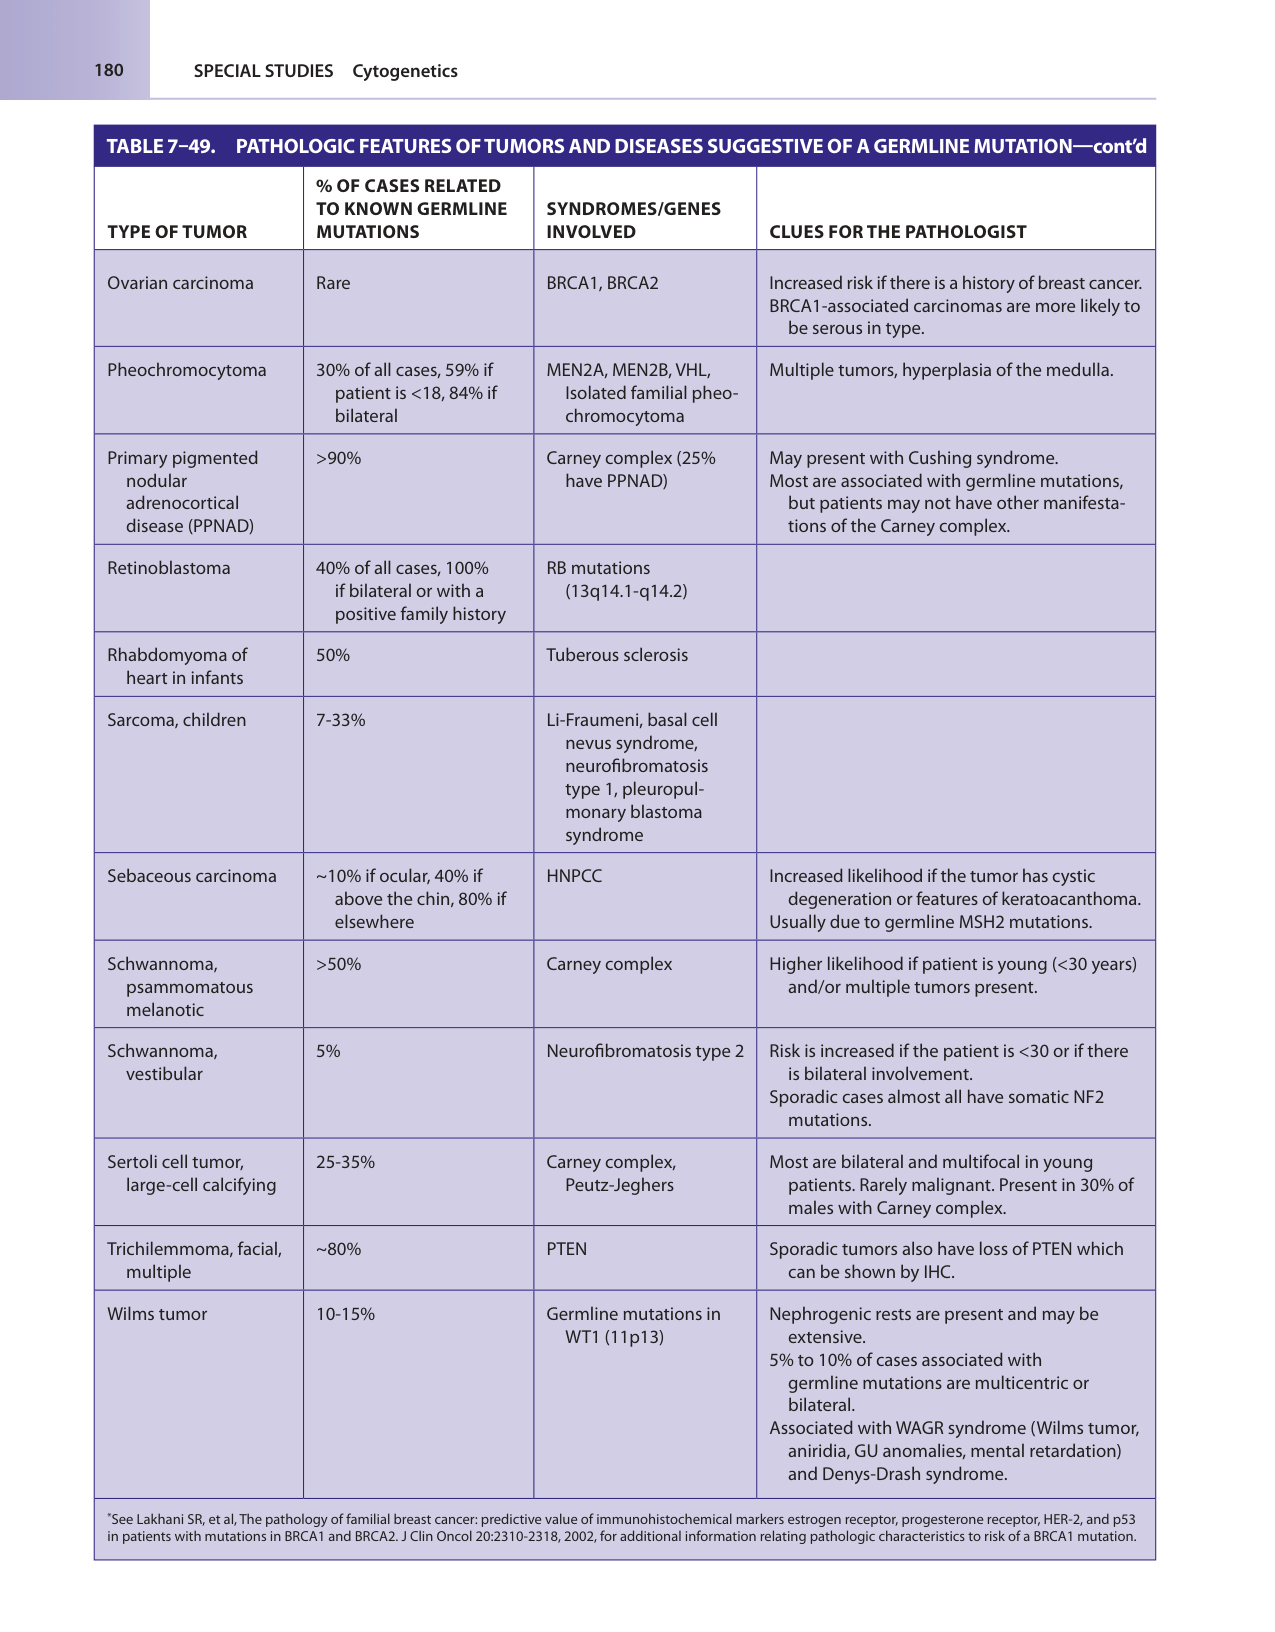 180
SPECIAL STUDIES Cytogenetics
TABLE 7–49. PATHOLOGIC FEATURES OF TUMORS AND DISEASES SUGGESTIVE OF A GERMLINE MUTATION—cont'd
TYPE OF TUMOR
% OF CASES RELATED
TO KNOWN GERMLINE
MUTATIONS
SYNDROMES/GENES
INVOLVED
CLUES FOR THE PATHOLOGIST
Ovarian carcinoma
Rare
BRCA1, BRCA2
Increased risk if there is a history of breast cancer.
BRCA1-associated carcinomas are more likely to
be serous in type.
Pheochromocytoma
30% of all cases, 59% if
patient is <18, 84% if
bilateral
MEN2A, MEN2B, VHL,
Isolated familial pheo-
chromocytoma
Multiple tumors, hyperplasia of the medulla.
Primary pigmented
nodular
adrenocortical
disease (PPNAD)
>90%
Carney complex (25%
have PPNAD)
May present with Cushing syndrome.
Most are associated with germline mutations,
but patients may not have other manifesta-
tions of the Carney complex.
Retinoblastoma
40% of all cases, 100%
if bilateral or with a
positive family history
RB mutations
(13q14.1-q14.2)
Rhabdomyoma of
heart in infants
50%
Tuberous sclerosis
Sarcoma, children
7-33%
Li-Fraumeni, basal cell
nevus syndrome,
neurofibromatosis
type 1, pleuropul-
monary blastoma
syndrome
Sebaceous carcinoma
~10% if ocular, 40% if
above the chin, 80% if
elsewhere
HNPCC
Increased likelihood if the tumor has cystic
degeneration or features of keratoacanthoma.
Usually due to germline MSH2 mutations.
Schwannoma,
psammomatous
melanotic
>50%
Carney complex
Higher likelihood if patient is young (<30 years)
and/or multiple tumors present.
Schwannoma,
vestibular
5%
Neurofibromatosis type 2
Risk is increased if the patient is <30 or if there
is bilateral involvement.
Sporadic cases almost all have somatic NF2
mutations.
Sertoli cell tumor,
large-cell calcifying
25-35%
Carney complex,
Peutz-Jeghers
Most are bilateral and multifocal in young
patients. Rarely malignant. Present in 30% of
males with Carney complex.
Trichilemmoma, facial,
multiple
~80%
PTEN
Sporadic tumors also have loss of PTEN which
can be shown by IHC.
Wilms tumor
10-15%
Germline mutations in
WT1 (11p13)
Nephrogenic rests are present and may be
extensive.
5% to 10% of cases associated with
germline mutations are multicentric or
bilateral.
Associated with WAGR syndrome (Wilms tumor,
aniridia, GU anomalies, mental retardation)
and Denys-Drash syndrome.
*See Lakhani SR, et al, The pathology of familial breast cancer: predictive value of immunohistochemical markers estrogen receptor, progesterone receptor, HER-2, and p53
in patients with mutations in BRCA1 and BRCA2. J Clin Oncol 20:2310-2318, 2002, for additional information relating pathologic characteristics to risk of a BRCA1 mutation.